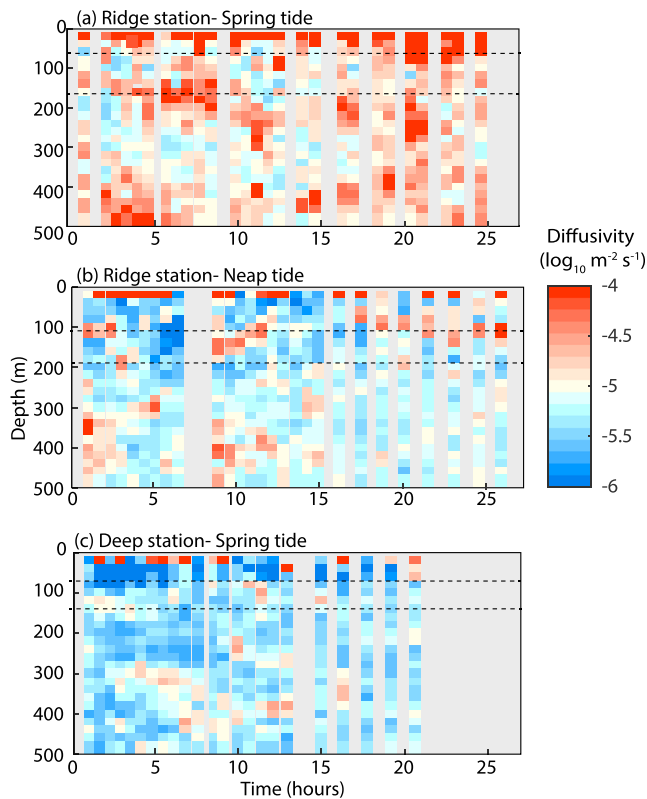 (a) Ridge station- Spring tide
0
100
200
300
400
500
0 5 10 15 20 25
(b) Ridge station- Neap tide
0
100
200
300
400
500
0 5 10 15 20 25
Depth (m)
(c) Deep station- Spring tide
0
100
200
300
400
500
0 5 10 15 20 25
Time (hours)
Diffusivity
(log10 m-2 s-1)
-4
-4.5
-5
-5.5
-6